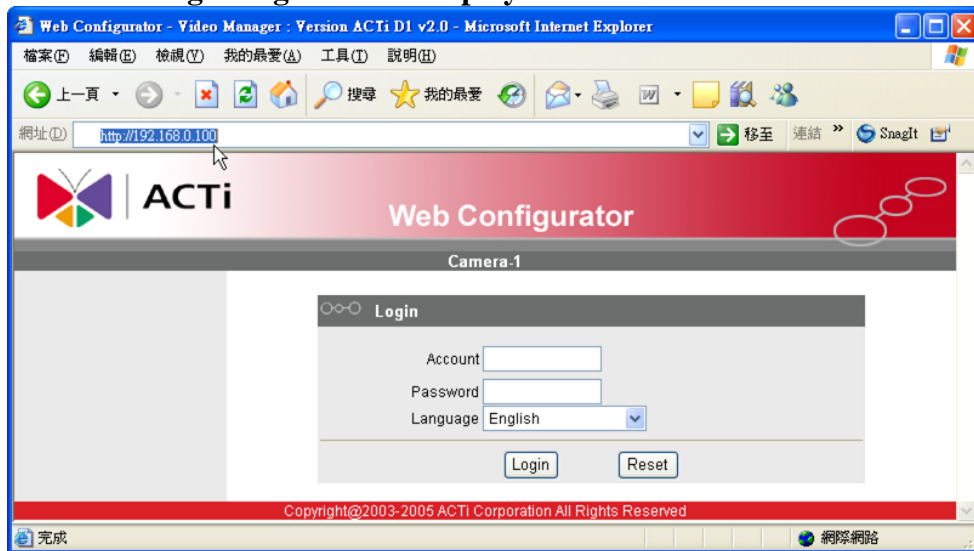 Web Configurator - Video Manager : Version ACTi D1 v2.0 - Microsoft Internet Explorer
檔案(F) 編輯(E) 檢視(V) 我的最愛(A) 工具(T) 說明(H)
上一頁 搜尋 我的最愛
網址(D) http://192.168.0.100 移至 連結 » SnagIt
ACTi
Web Configurator
Camera-1
Login
Account
Password
Language English
Login Reset
Copyright@2003-2005 ACTi Corporation All Rights Reserved
完成 網際網路